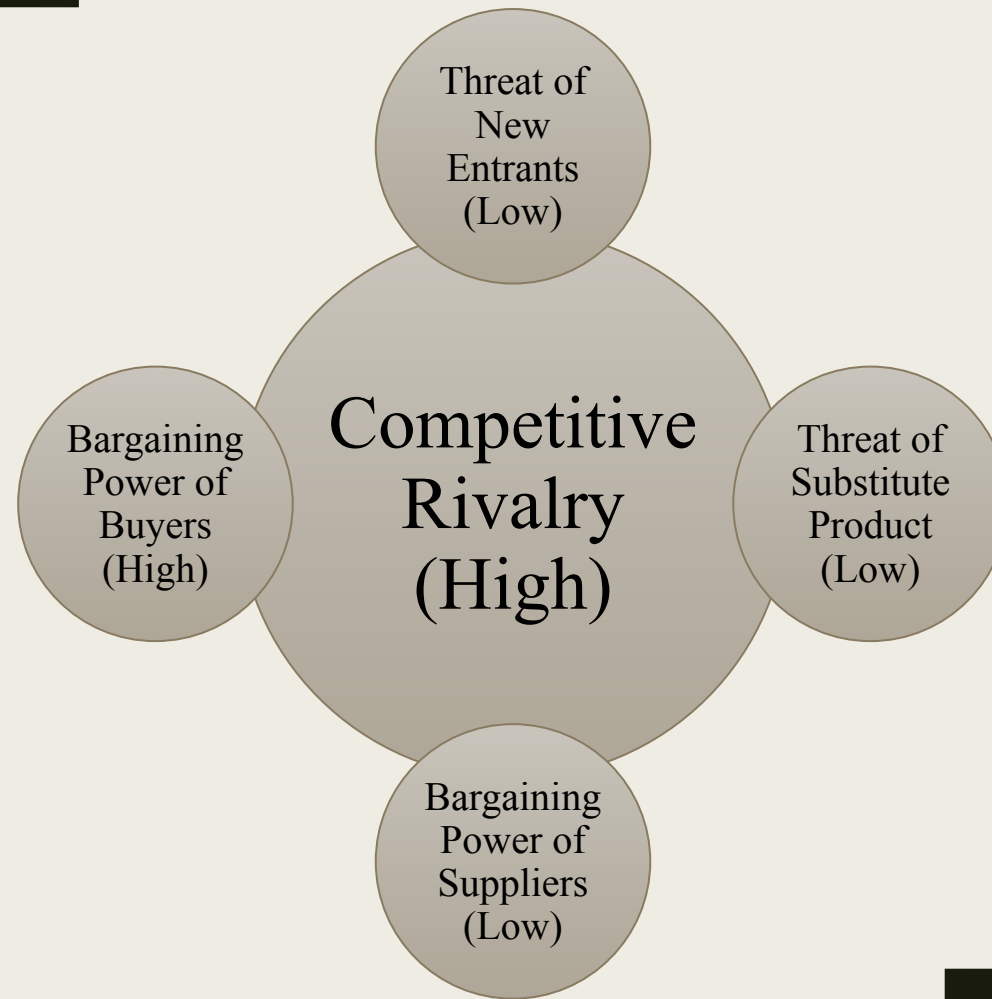 Threat of
New
Entrants
(Low)
Competitive
Rivalry
(High)
Bargaining
Power of
Buyers
(High)
Threat of
Substitute
Product
(Low)
Bargaining
Power of
Suppliers
(Low)